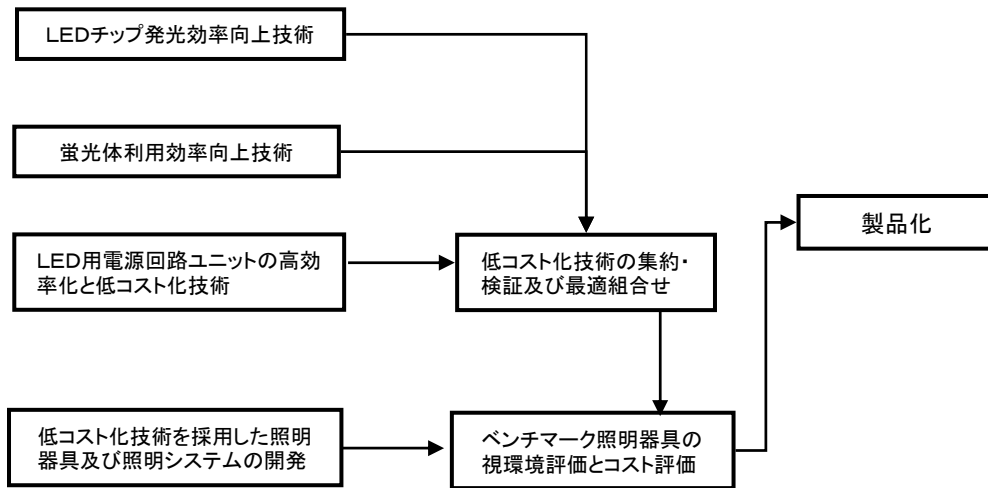 LEDチップ発光効率向上技術
蛍光体利用効率向上技術
製品化
LED用電源回路ユニットの高効
率化と低コスト化技術
低コスト化技術の集約・
検証及び最適組合せ
低コスト化技術を採用した照明
器具及び照明システムの開発
ベンチマーク照明器具の
視環境評価とコスト評価